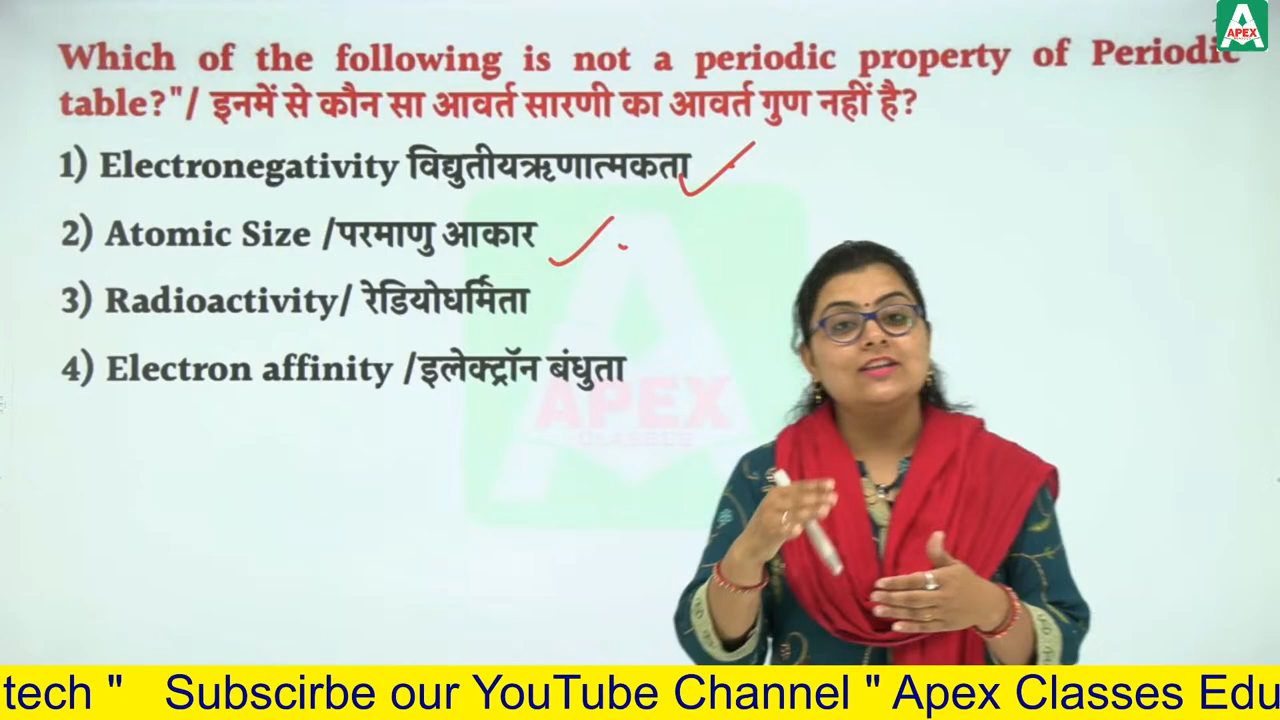 A
APEX
Which of the following is not a periodic property of Periodic
table?"/ इनमें से कौन सा आवर्त सारणी का आवर्त गुण नहीं है?
1) Electronegativity विद्युतीयऋणात्मकता
2) Atomic Size /परमाणु आकार
3) Radioactivity/ रेडियोधर्मिता
4) Electron affinity /इलेक्ट्रॉन बंधुता
APEX
CLASSES
tech " Subscirbe our YouTube Channel " Apex Classes Edu